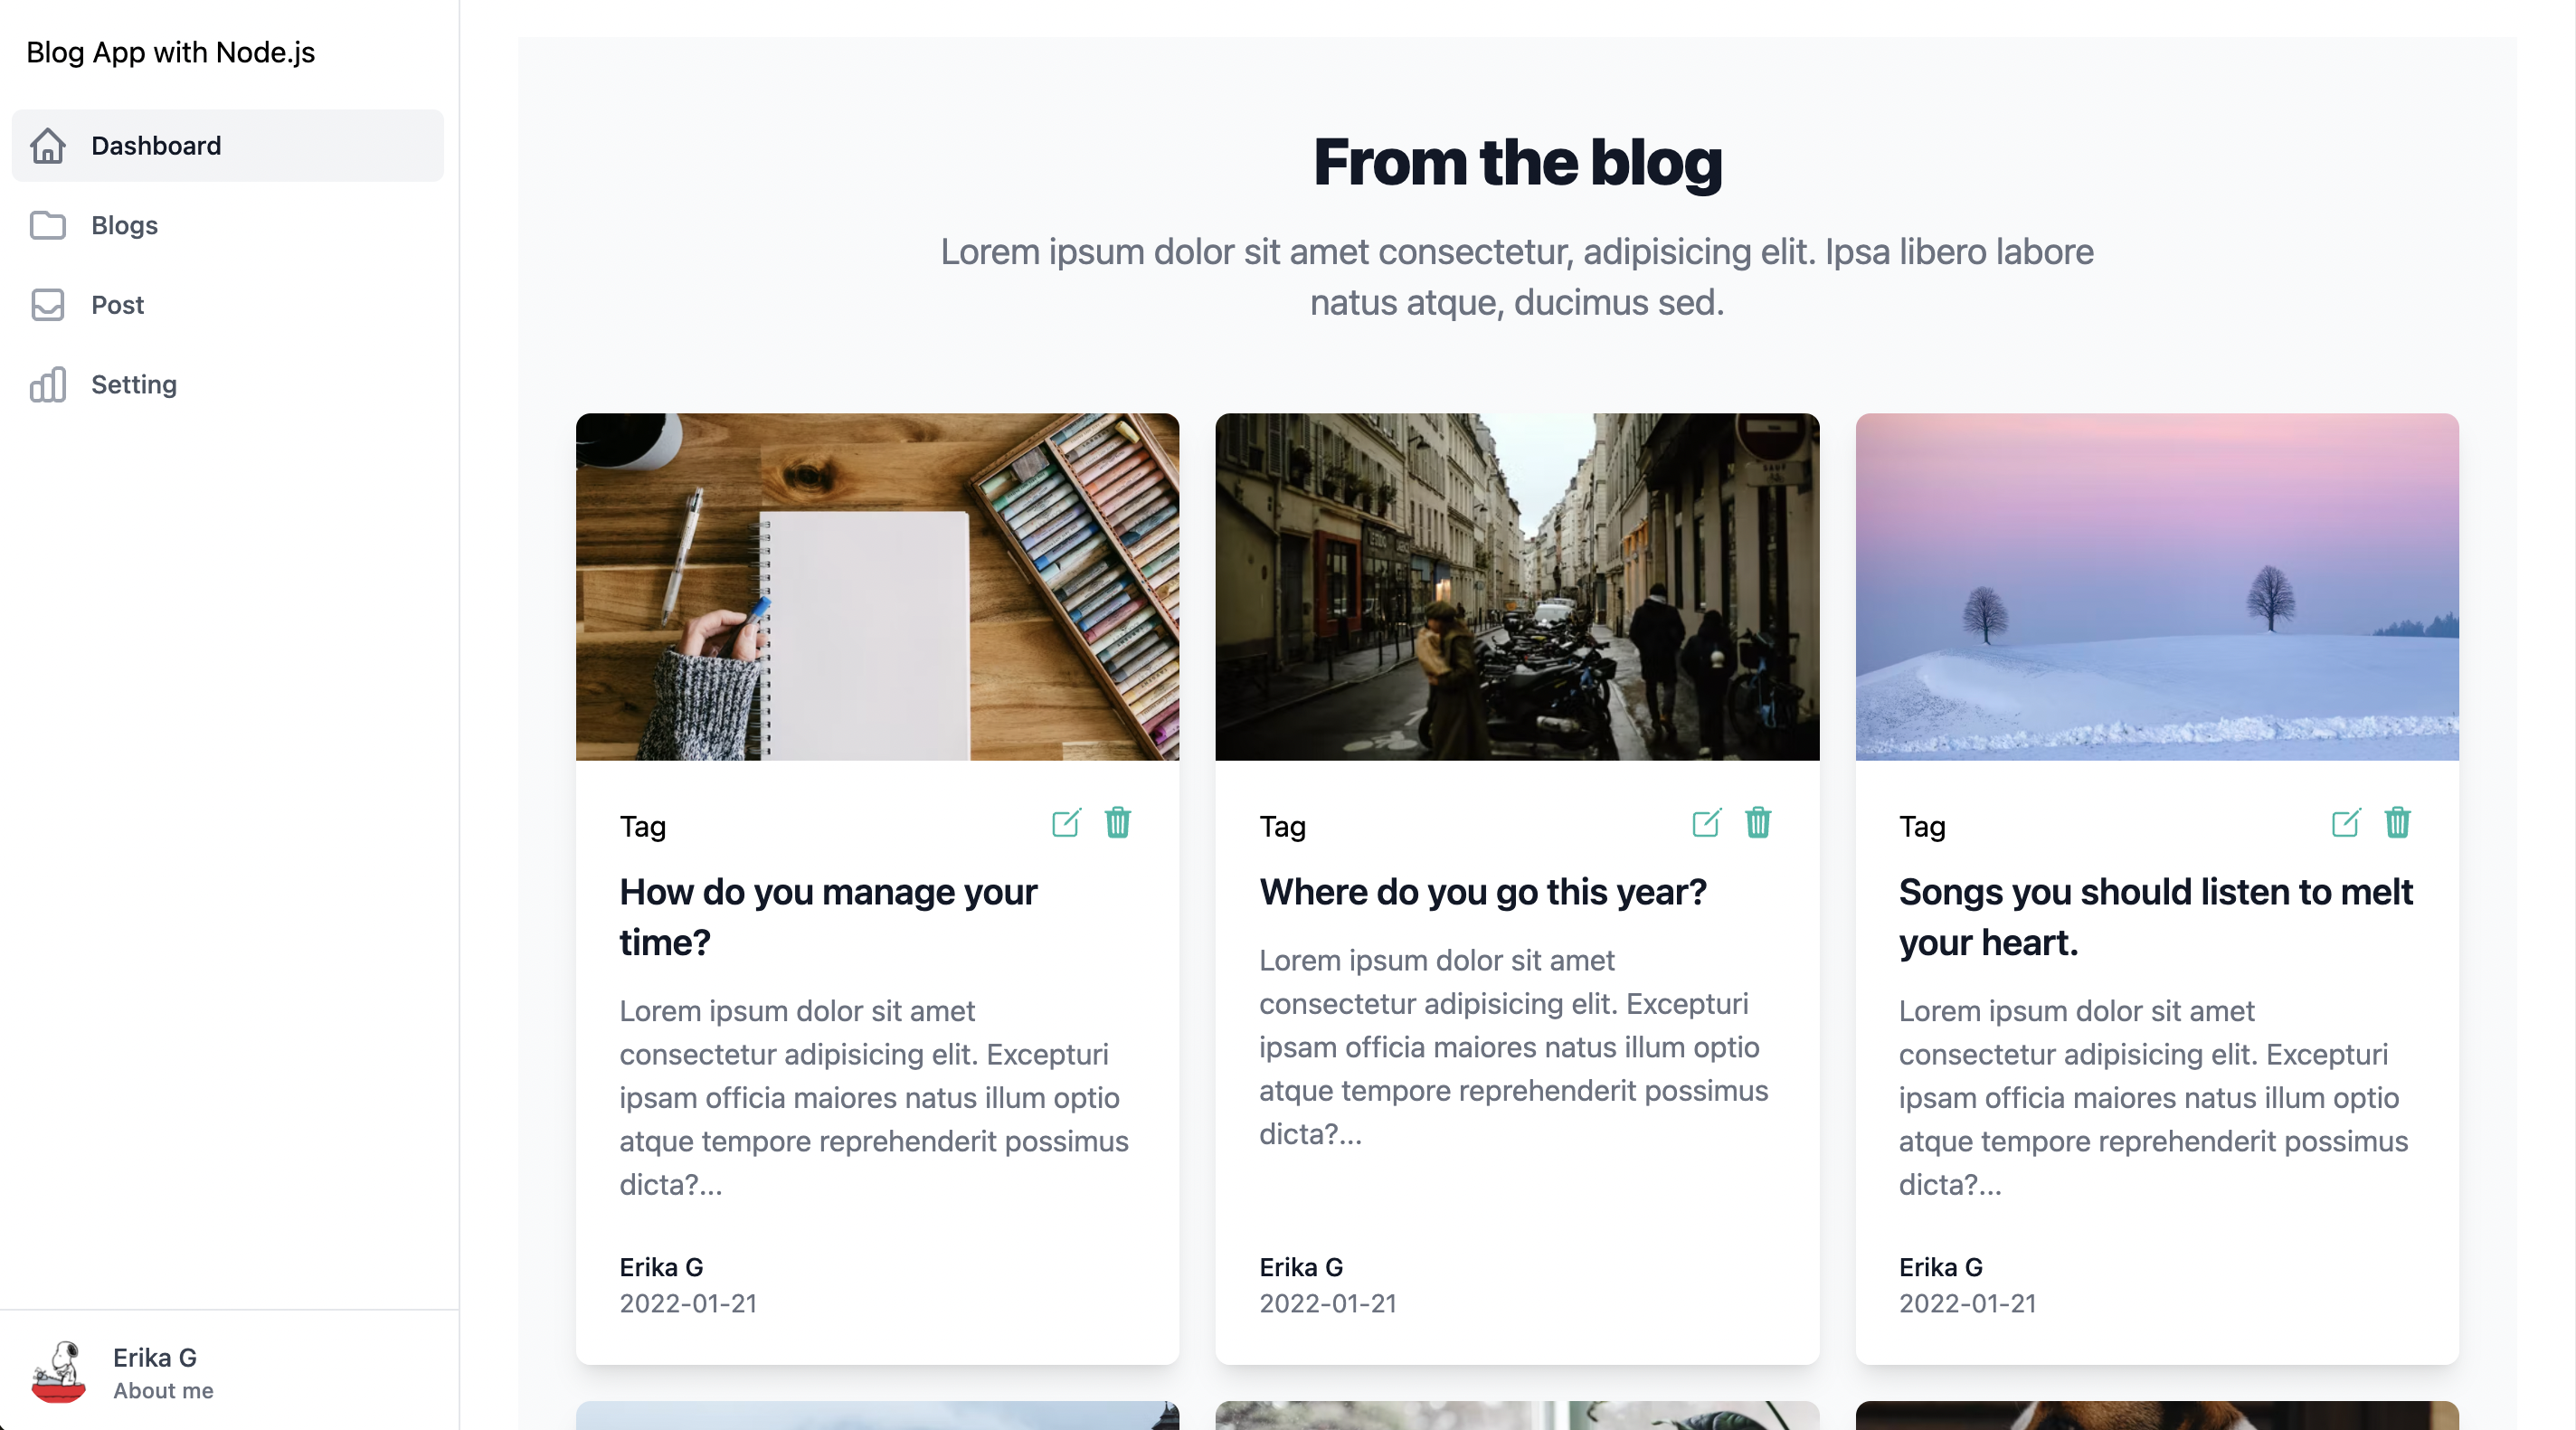 Blog App with Node.js
Dashboard
Blogs
Post
Setting
Erika G
About me
From the blog
Lorem ipsum dolor sit amet consectetur, adipisicing elit. Ipsa libero labore
natus atque, ducimus sed.
Tag
How do you manage your
time?
Lorem ipsum dolor sit amet
consectetur adipisicing elit. Excepturi
ipsam officia maiores natus illum optio
atque tempore reprehenderit possimus
dicta?...
Erika G
2022-01-21
Tag
Where do you go this year?
Lorem ipsum dolor sit amet
consectetur adipisicing elit. Excepturi
ipsam officia maiores natus illum optio
atque tempore reprehenderit possimus
dicta?...
Erika G
2022-01-21
Tag
Songs you should listen to melt
your heart.
Lorem ipsum dolor sit amet
consectetur adipisicing elit. Excepturi
ipsam officia maiores natus illum optio
atque tempore reprehenderit possimus
dicta?...
Erika G
2022-01-21